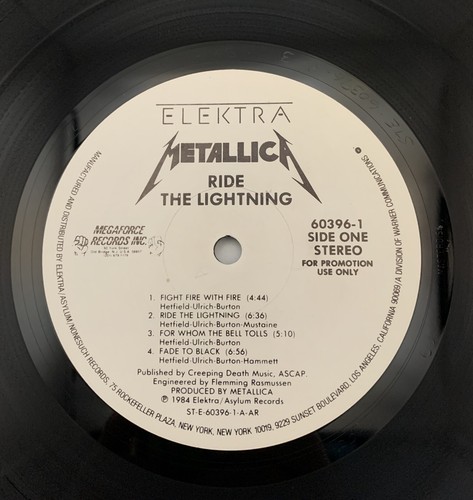 ELEKTRA
METALLICA
RIDE
THE LIGHTNING
MEGAFORCE
RECORDS INC.
60396-1
SIDE ONE
STEREO
FOR PROMOTION
USE ONLY
1. FIGHT FIRE WITH FIRE (4:44)
Hetfield-Ulrich-Burton
2. RIDE THE LIGHTNING (6:36)
Hetfield-Ulrich-Burton-Mustaine
3. FOR WHOM THE BELL TOLLS (5:10)
Hetfield-Ulrich-Burton
4. FADE TO BLACK (6:56)
Hetfield-Ulrich-Burton-Hammett
Published by Creeping Death Music, ASCAP.
Engineered by Flemming Rasmussen
PRODUCED BY METALLICA
℗ 1984 Elektra/Asylum Records
ST-E-60396-1-A-AR
MANUFACTURED AND DISTRIBUTED BY ELEKTRA/ASYLUM/NONESUCH RECORDS, 75 ROCKEFELLER PLAZA, NEW YORK, NEW YORK 10019, 9229 SUNSET BOULEVARD, LOS ANGELES, CALIFORNIA 90069/A DIVISION OF WARNER COMMUNICATIONS